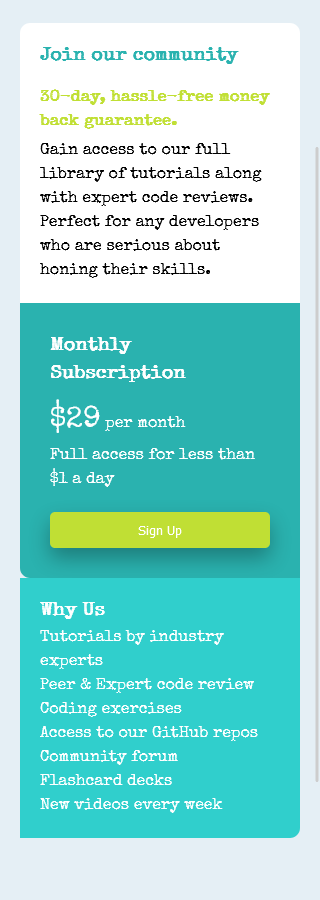 Join our community
30-day, hassle-free money
back guarantee.
Gain access to our full
library of tutorials along
with expert code reviews.
Perfect for any developers
who are serious about
honing their skills.
Monthly
Subscription
$29 per month
Full access for less than
$1 a day
Sign Up
Why Us
Tutorials by industry
experts
Peer & Expert code review
Coding exercises
Access to our GitHub repos
Community forum
Flashcard decks
New videos every week